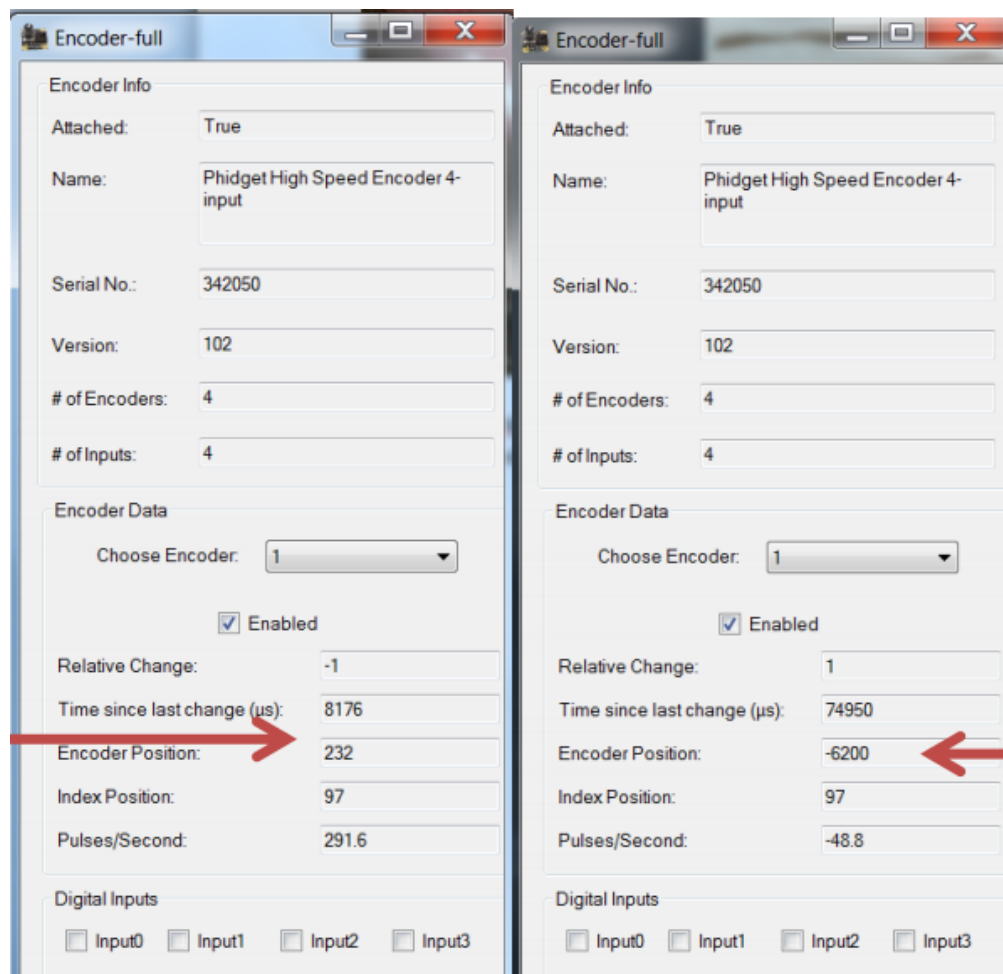 Encoder-full
Encoder Info
Attached: True
Name: Phidget High Speed Encoder 4-
input
Serial No.: 342050
Version: 102
# of Encoders: 4
# of Inputs: 4
Encoder Data
Choose Encoder: 1
Enabled
Relative Change: -1
Time since last change (µs): 8176
Encoder Position: 232
Index Position: 97
Pulses/Second: 291.6
Digital Inputs
Input0 Input1 Input2 Input3
Encoder-full
Encoder Info
Attached: True
Name: Phidget High Speed Encoder 4-
input
Serial No.: 342050
Version: 102
# of Encoders: 4
# of Inputs: 4
Encoder Data
Choose Encoder: 1
Enabled
Relative Change: 1
Time since last change (µs): 74950
Encoder Position: -6200
Index Position: 97
Pulses/Second: -48.8
Digital Inputs
Input0 Input1 Input2 Input3